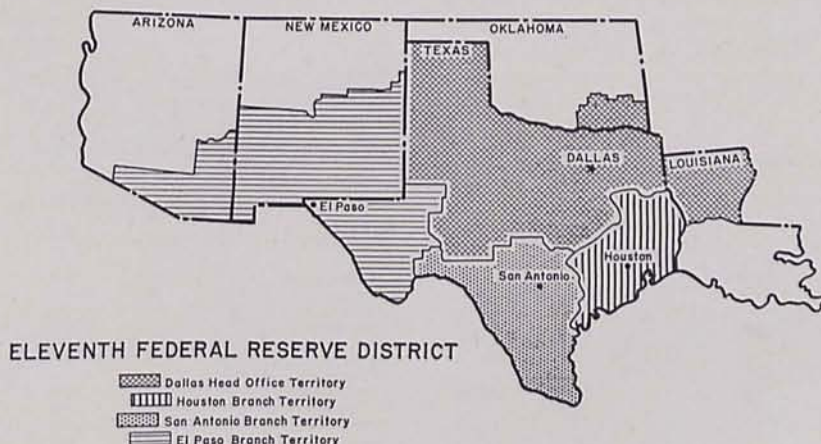 ARIZONA
NEW MEXICO
OKLAHOMA
TEXAS
DALLAS
LOUISIANA
El Paso
Houston
San Antonio
ELEVENTH FEDERAL RESERVE DISTRICT
Dallas Head Office Territory
Houston Branch Territory
San Antonio Branch Territory
El Paso Branch Territory